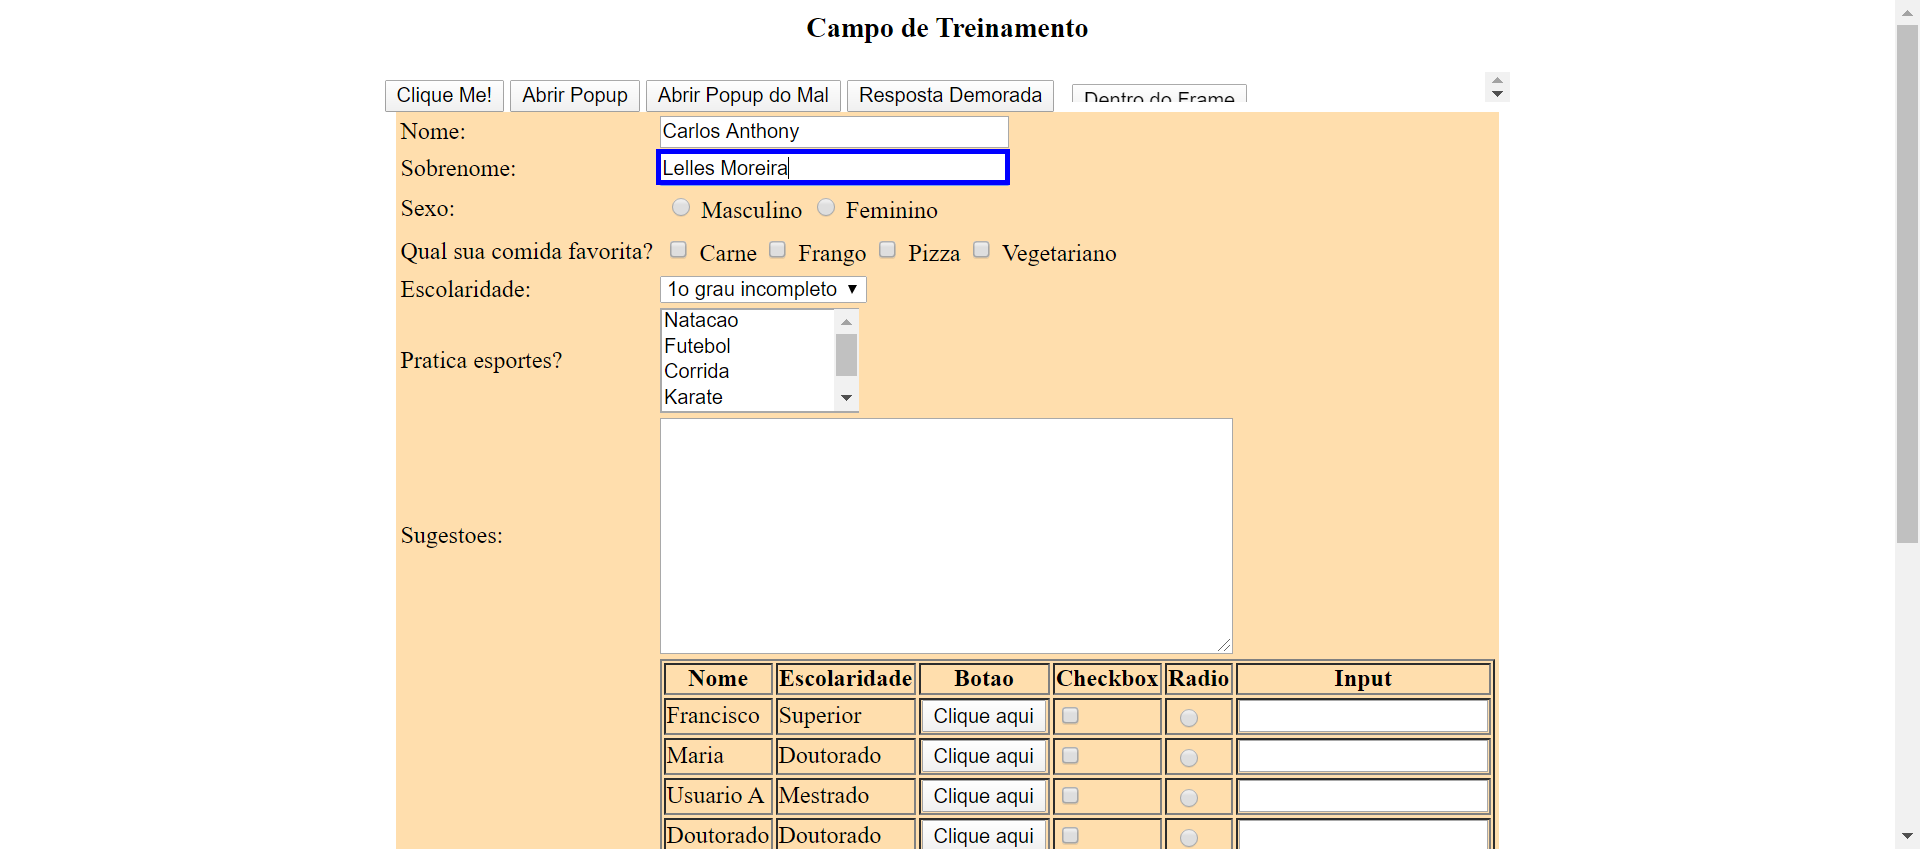 Campo de Treinamento
Clique Me! Abrir Popup Abrir Popup do Mal Resposta Demorada Dentro do Frame
Nome: Carlos Anthony
Sobrenome: Lelles Moreira
Sexo: Masculino Feminino
Qual sua comida favorita? Carne Frango Pizza Vegetariano
Escolaridade: 1o grau incompleto
Natacao
Futebol
Pratica esportes?
Corrida
Karate
Sugestoes:
Nome Escolaridade Botao Checkbox Radio Input
Francisco Superior Clique aqui
Maria Doutorado Clique aqui
Usuario A Mestrado Clique aqui
Doutorado Doutorado Clique aqui